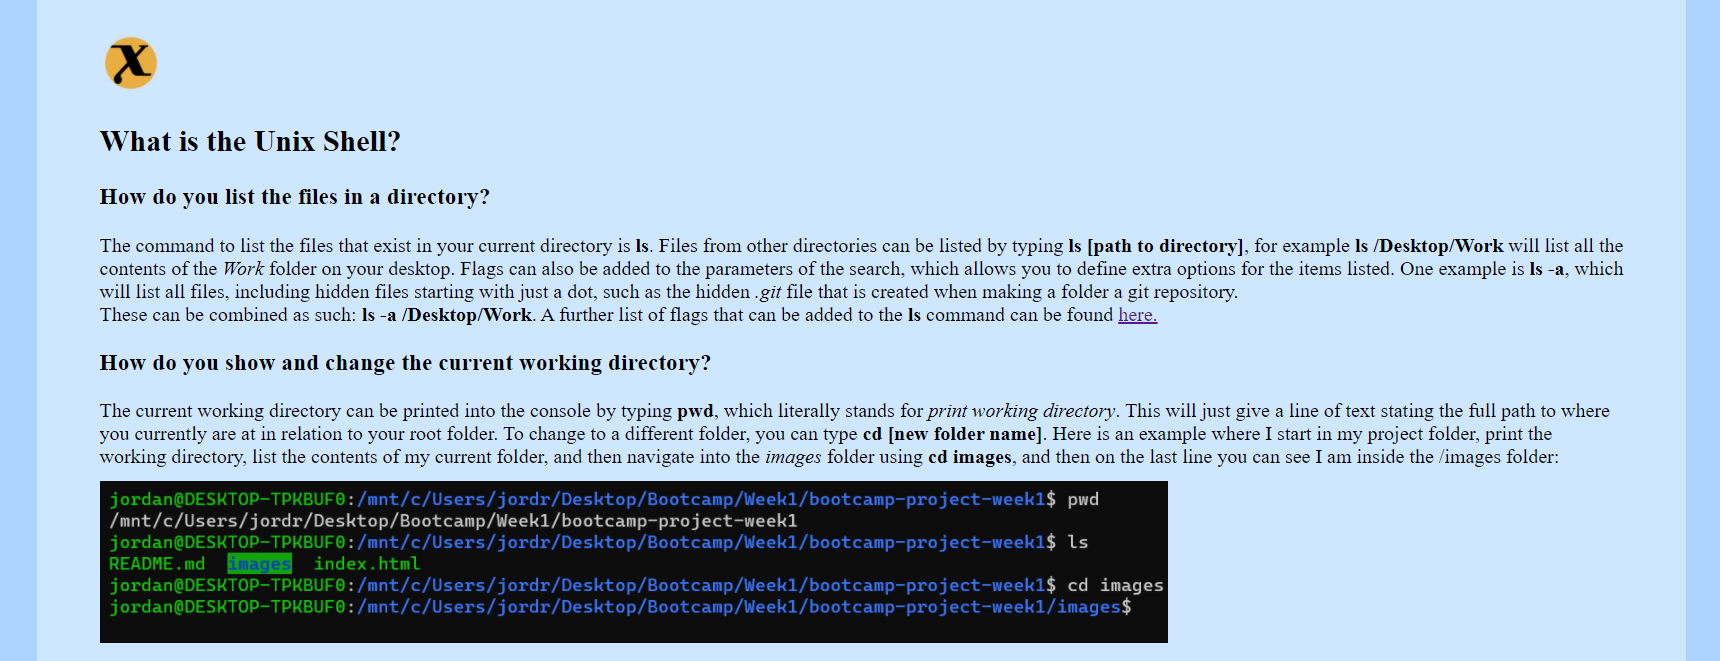 X
What is the Unix Shell?
How do you list the files in a directory?
The command to list the files that exist in your current directory is ls. Files from other directories can be listed by typing ls [path to directory], for example ls /Desktop/Work will list all the
contents of the Work folder on your desktop. Flags can also be added to the parameters of the search, which allows you to define extra options for the items listed. One example is ls -a, which
will list all files, including hidden files starting with just a dot, such as the hidden .git file that is created when making a folder a git repository.
These can be combined as such: ls -a /Desktop/Work. A further list of flags that can be added to the ls command can be found here.
How do you show and change the current working directory?
The current working directory can be printed into the console by typing pwd, which literally stands for print working directory. This will just give a line of text stating the full path to where
you currently are at in relation to your root folder. To change to a different folder, you can type cd [new folder name]. Here is an example where I start in my project folder, print the
working directory, list the contents of my current folder, and then navigate into the images folder using cd images, and then on the last line you can see I am inside the /images folder:
jordan@DESKTOP-TPKBUF0:/mnt/c/Users/jordr/Desktop/Bootcamp/Week1/bootcamp-project-week1$ pwd
/mnt/c/Users/jordr/Desktop/Bootcamp/Week1/bootcamp-project-week1
jordan@DESKTOP-TPKBUF0:/mnt/c/Users/jordr/Desktop/Bootcamp/Week1/bootcamp-project-week1$ ls
README.md images index.html
jordan@DESKTOP-TPKBUF0:/mnt/c/Users/jordr/Desktop/Bootcamp/Week1/bootcamp-project-week1$ cd images
jordan@DESKTOP-TPKBUF0:/mnt/c/Users/jordr/Desktop/Bootcamp/Week1/bootcamp-project-week1/images$